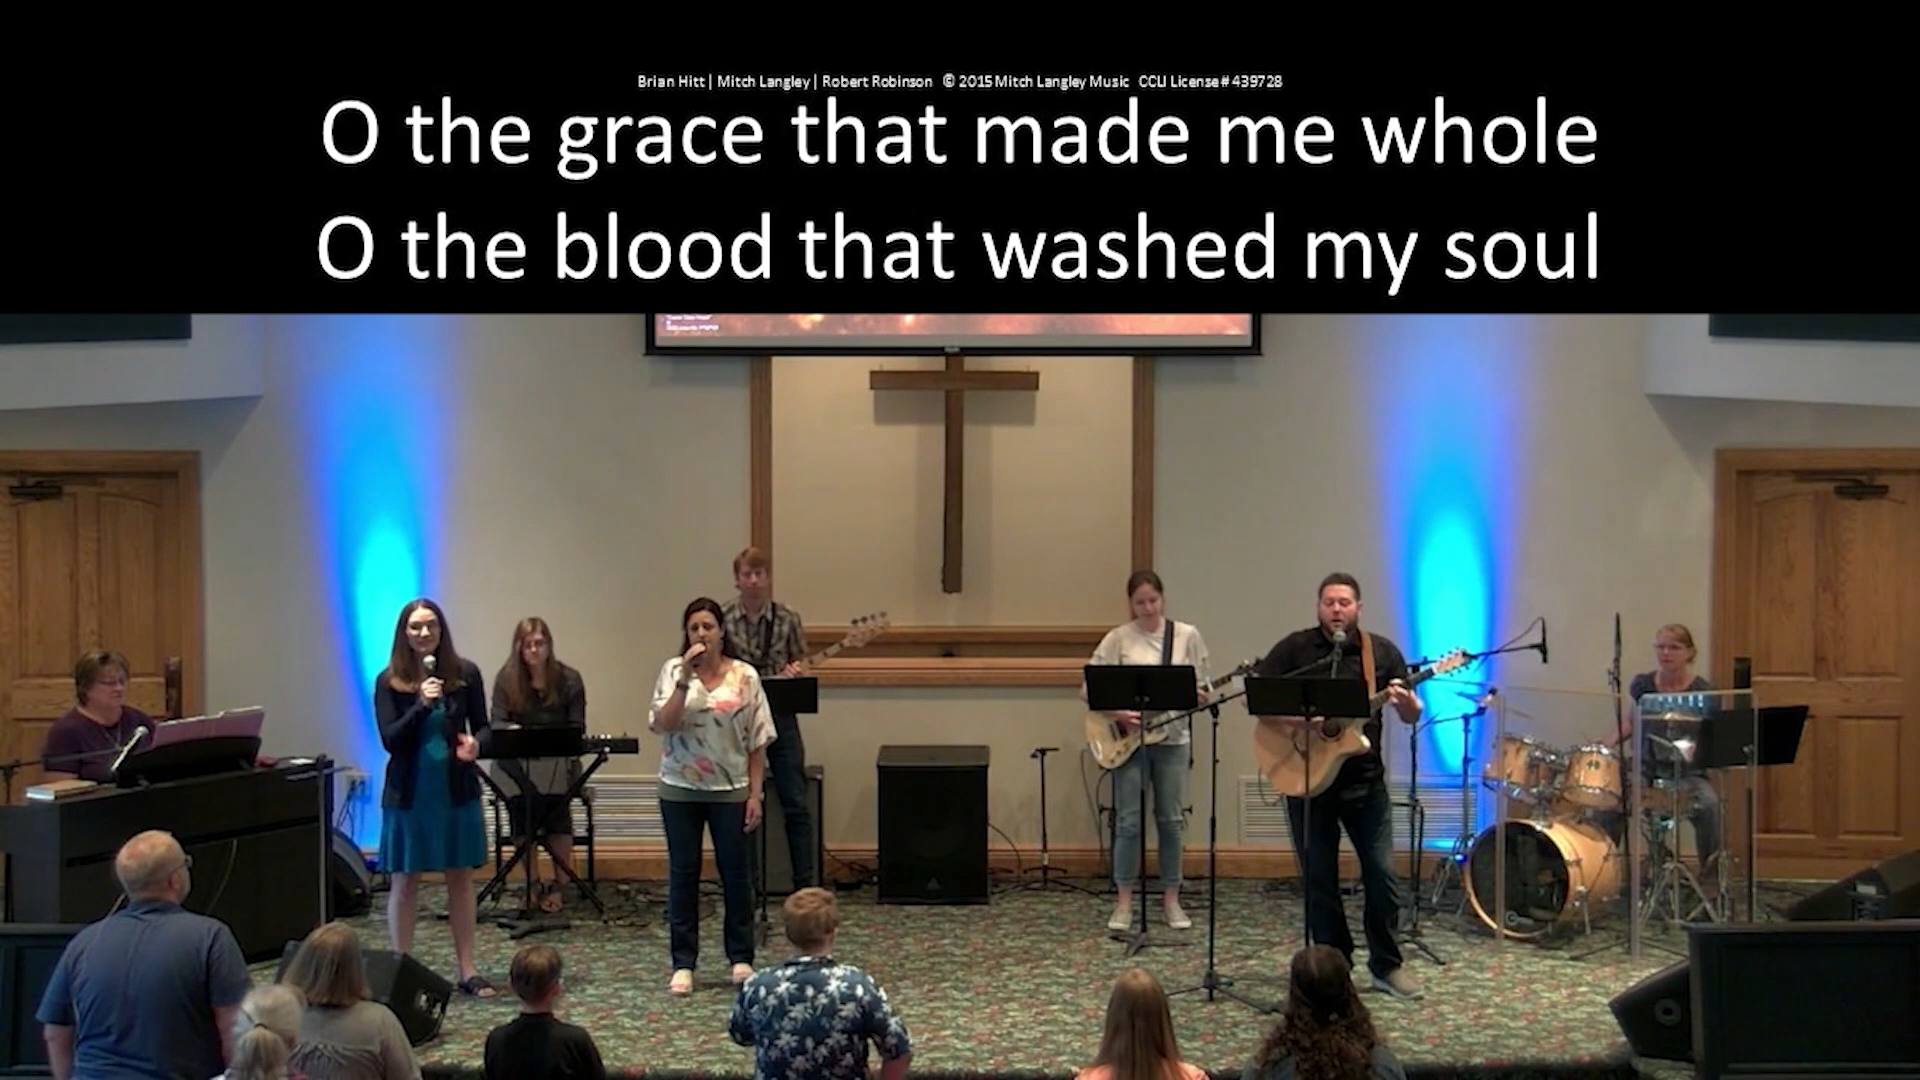 Brian Hitt | Mitch Langley | Robert Robinson © 2015 Mitch Langley Music CCLI License # 439728
O the grace that made me whole
O the blood that washed my soul